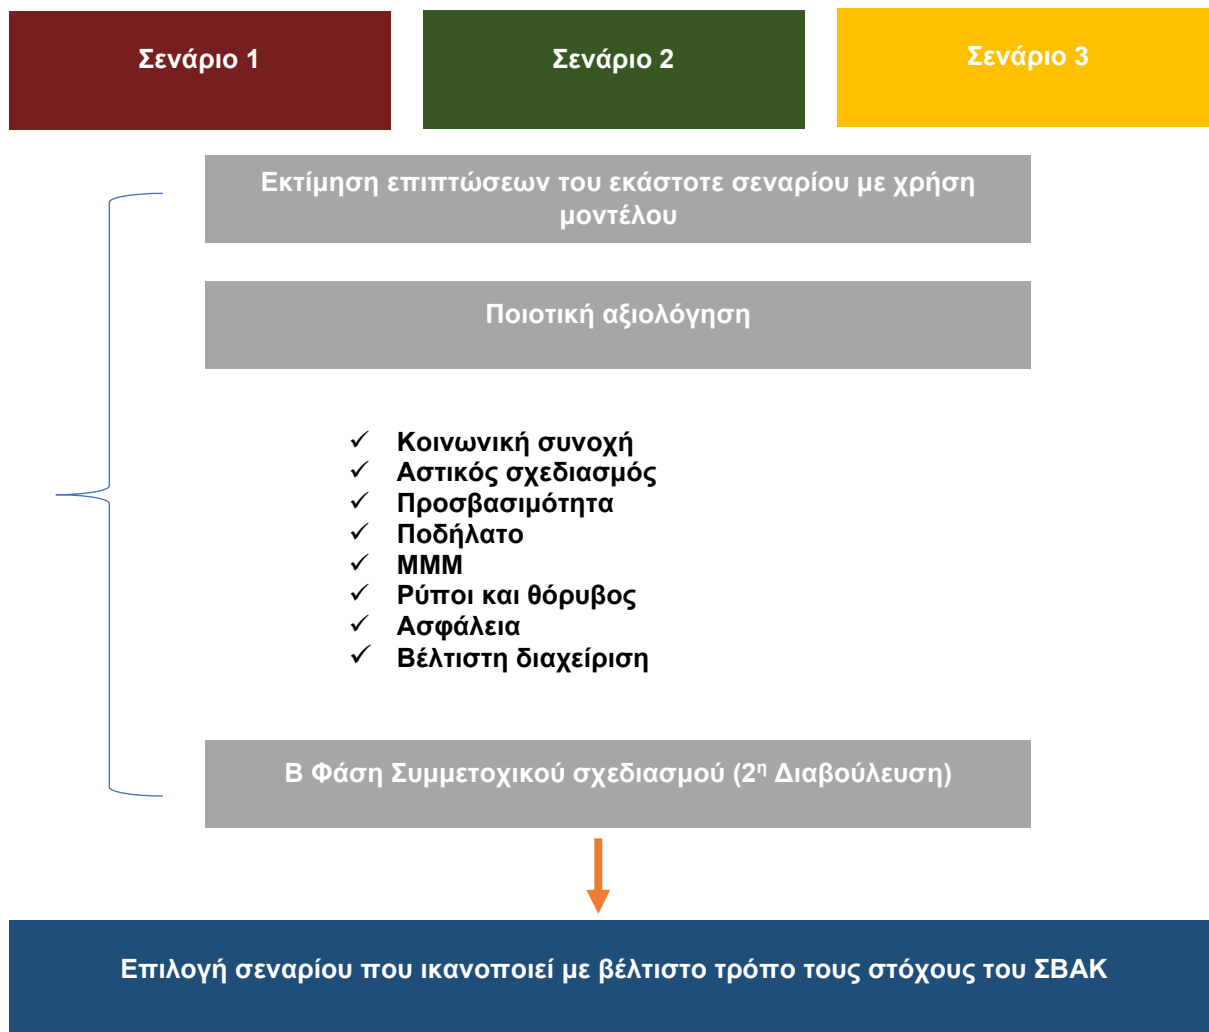 Σενάριο 1
Σενάριο 2
Σενάριο 3
Εκτίμηση επιπτώσεων του εκάστοτε σεναρίου με χρήση
μοντέλου
Ποιοτική αξιολόγηση
✓ Κοινωνική συνοχή
✓ Αστικός σχεδιασμός
✓ Προσβασιμότητα
✓ Ποδήλατο
✓ ΜΜΜ
✓ Ρύποι και θόρυβος
✓ Ασφάλεια
✓ Βέλτιστη διαχείριση
Β Φάση Συμμετοχικού σχεδιασμού (2η Διαβούλευση)
Επιλογή σεναρίου που ικανοποιεί με βέλτιστο τρόπο τους στόχους του ΣΒΑΚ